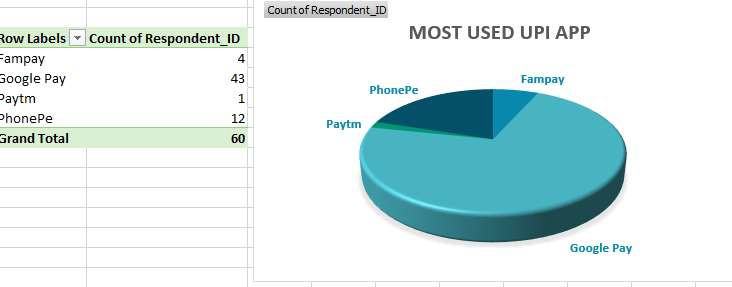 Row Labels Count of Respondent_ID
Fampay 4
Google Pay 43
Paytm 1
PhonePe 12
Grand Total 60
Count of Respondent_ID
MOST USED UPI APP
PhonePe
Fampay
Paytm
Google Pay